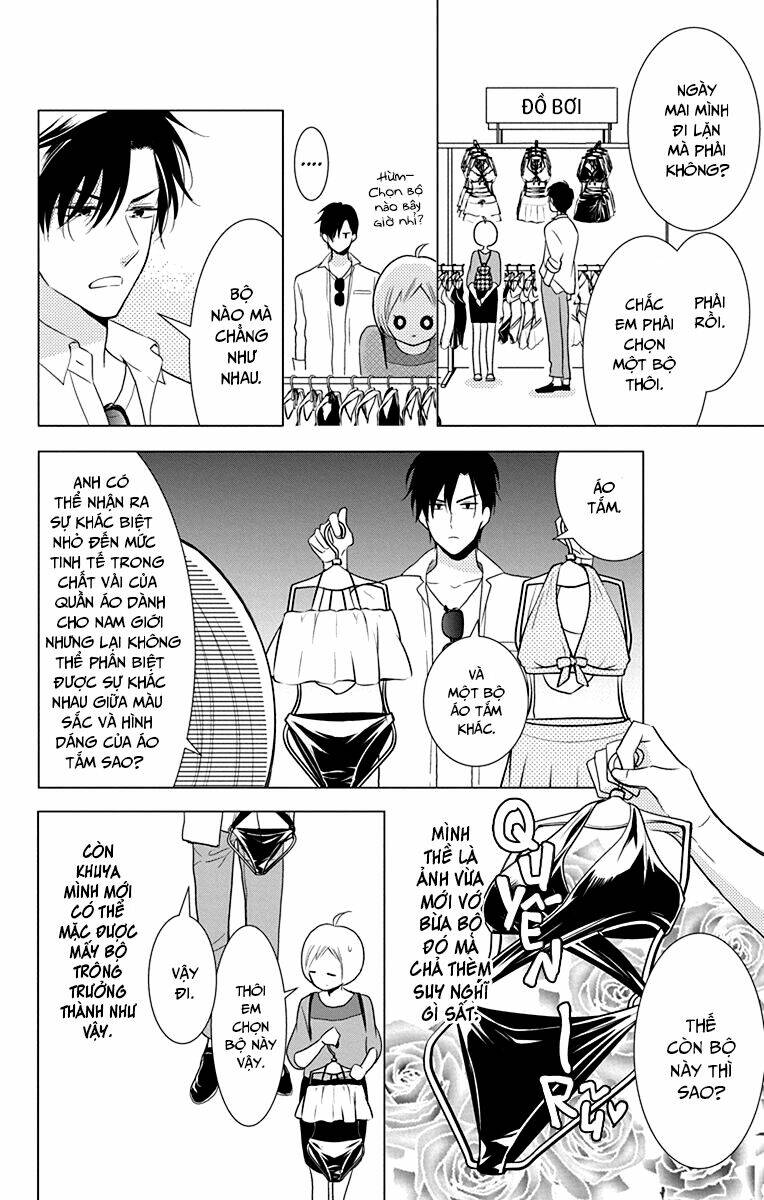 NGÀY
MAI MÌNH
ĐI LẶN
MÀ PHẢI
KHÔNG?
ĐỒ BƠI
PHẢI
RỒI.
CHẮC
EM PHẢI
CHỌN
MỘT BỘ
THÔI.
.....
Hừm-
Chọn bộ
nào bây
giờ nhỉ?
BỘ
NÀO MÀ
CHẲNG
NHƯ
NHAU.
ÁO
TẮM.
VÀ
MỘT BỘ
ÁO TẮM
KHÁC.
ANH CÓ
THỂ NHẬN RA
SỰ KHÁC BIỆT
NHỎ ĐẾN MỨC
TINH TẾ TRONG
CHẤT VẢI CỦA
QUẦN ÁO DÀNH
CHO NAM GIỚI
NHƯNG LẠI KHÔNG
THỂ PHÂN BIỆT
ĐƯỢC SỰ KHÁC
NHAU GIỮA MÀU
SẮC VÀ HÌNH
DÁNG CỦA ÁO
TẮM SAO?
THẾ
CÒN BỘ
NÀY THÌ
SAO?
QUYẾN
RŨ~♥
MÌNH
THỀ LÀ
ẢNH VỪA
MỚI VỚ
BỪA BỘ
ĐÓ MÀ
CHẢ THÈM
SUY NGHĨ
GÌ SẤT.
THÔI
EM
CHỌN
BỘ NÀY
VẬY.
VẬY
ĐI.
CÒN
KHUYA
MÌNH MỚI
CÓ THỂ
MẶC ĐƯỢC
MẤY BỘ
TRÔNG
TRƯỞNG
THÀNH NHƯ
VẬY.